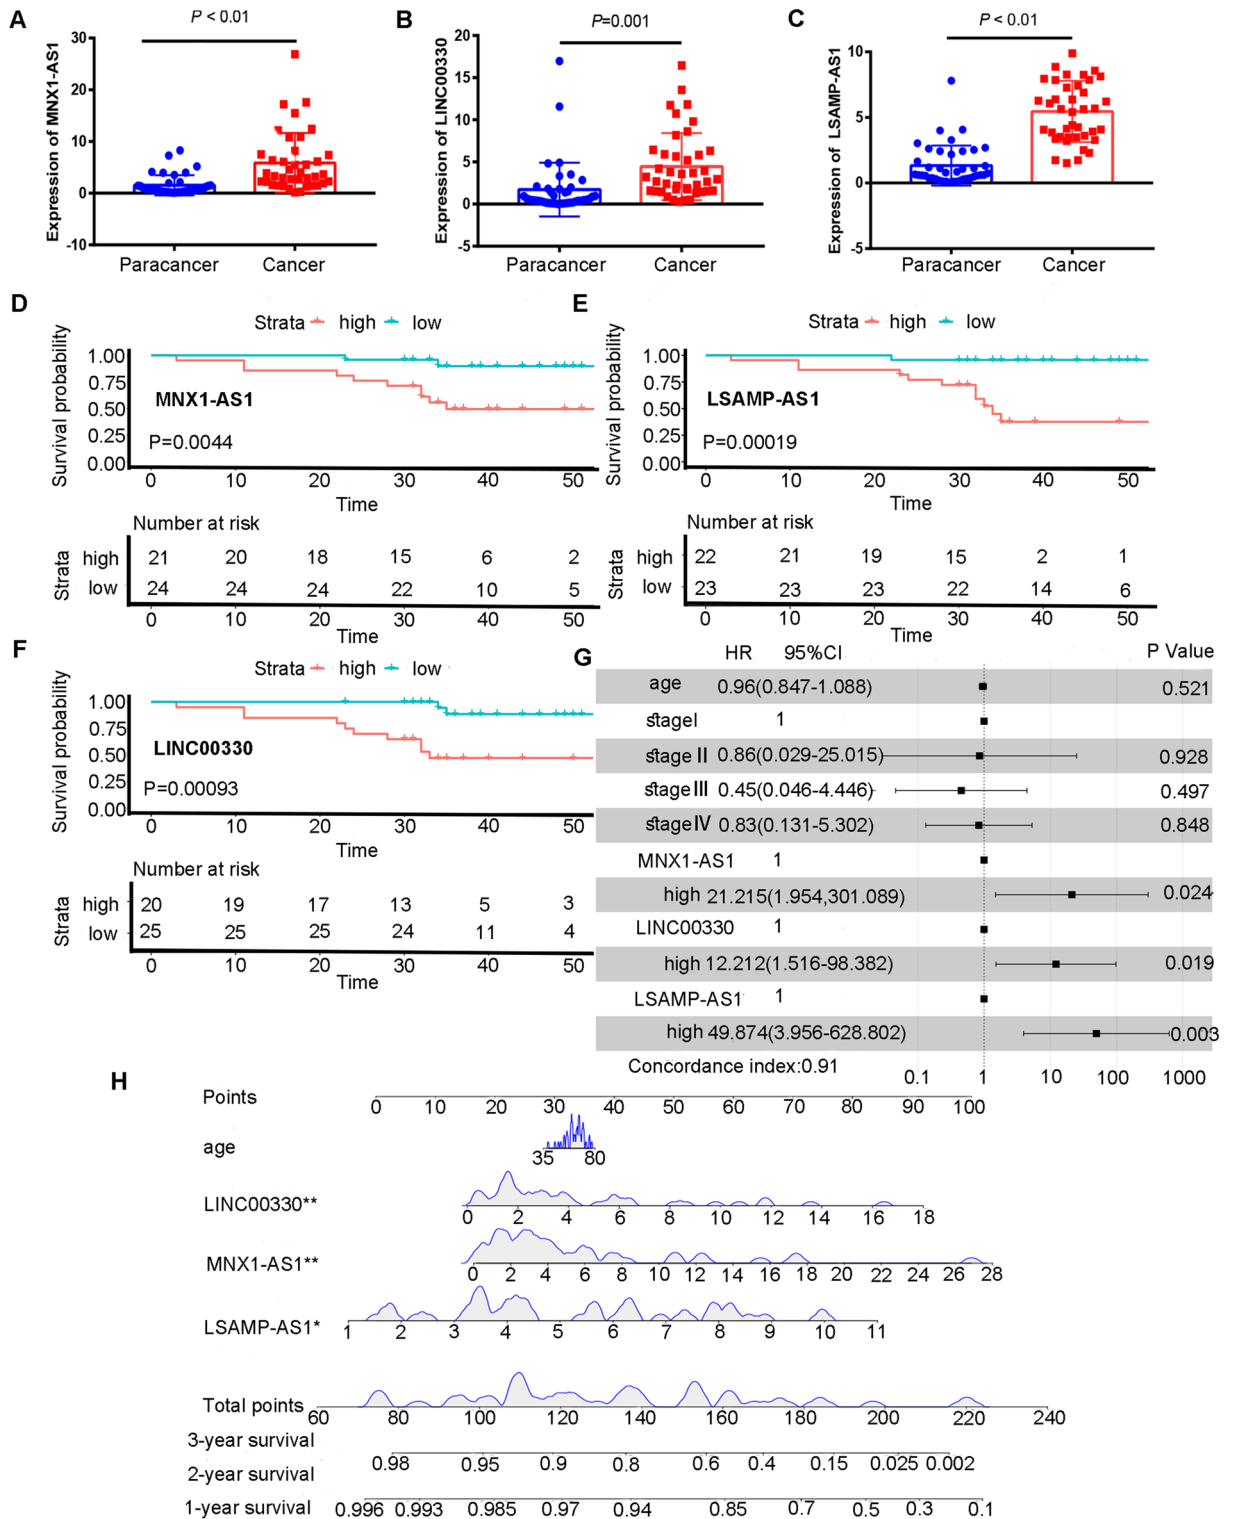 A
P < 0.01
Expression of MNX1-AS1
30
20
10
0
-10
Paracancer Cancer
B
P=0.001
Expression of LINC00330
20
15
10
5
0
-5
Paracancer Cancer
C
P < 0.01
Expression of LSAMP-AS1
10
5
0
-5
Paracancer Cancer
D
Strata high low
Survival probability
1.00
0.75
0.50
0.25
0.00
MNX1-AS1
P=0.0044
0 10 20 30 40 50
Time
Number at risk
Strata
high 21 20 18 15 6 2
low 24 24 24 22 10 5
0 10 20 30 40 50
Time
E
Strata high low
Survival probability
1.00
0.75
0.50
0.25
0.00
LSAMP-AS1
P=0.00019
0 10 20 30 40 50
Time
Number at risk
Strata
high 22 21 19 15 2 1
low 23 23 23 22 14 6
0 10 20 30 40 50
Time
F
Strata high low
Survival probability
1.00
0.75
0.50
0.25
0.00
LINC00330
P=0.00093
0 10 20 30 40 50
Time
Number at risk
Strata
high 20 19 17 13 5 3
low 25 25 25 24 11 4
0 10 20 30 40 50
Time
G
HR 95%CI P Value
age 0.96(0.847-1.088) 0.521
stageI 1
stage II 0.86(0.029-25.015) 0.928
stage III 0.45(0.046-4.446) 0.497
stage IV 0.83(0.131-5.302) 0.848
MNX1-AS1 1
high 21.215(1.954,301.089) 0.024
LINC00330 1
high 12.212(1.516-98.382) 0.019
LSAMP-AS1 1
high 49.874(3.956-628.802) 0.003
Concordance index:0.91
0.1 1 10 100 1000
H
Points
0 10 20 30 40 50 60 70 80 90 100
age
35 80
LINC00330**
0 2 4 6 8 10 12 14 16 18
MNX1-AS1**
0 2 4 6 8 10 12 14 16 18 20 22 24 26 28
LSAMP-AS1*
1 2 3 4 5 6 7 8 9 10 11
Total points
60 80 100 120 140 160 180 200 220 240
3-year survival
0.98 0.95 0.9 0.8 0.6 0.4 0.15 0.025 0.002
2-year survival
1-year survival
0.996 0.993 0.985 0.97 0.94 0.85 0.7 0.5 0.3 0.1